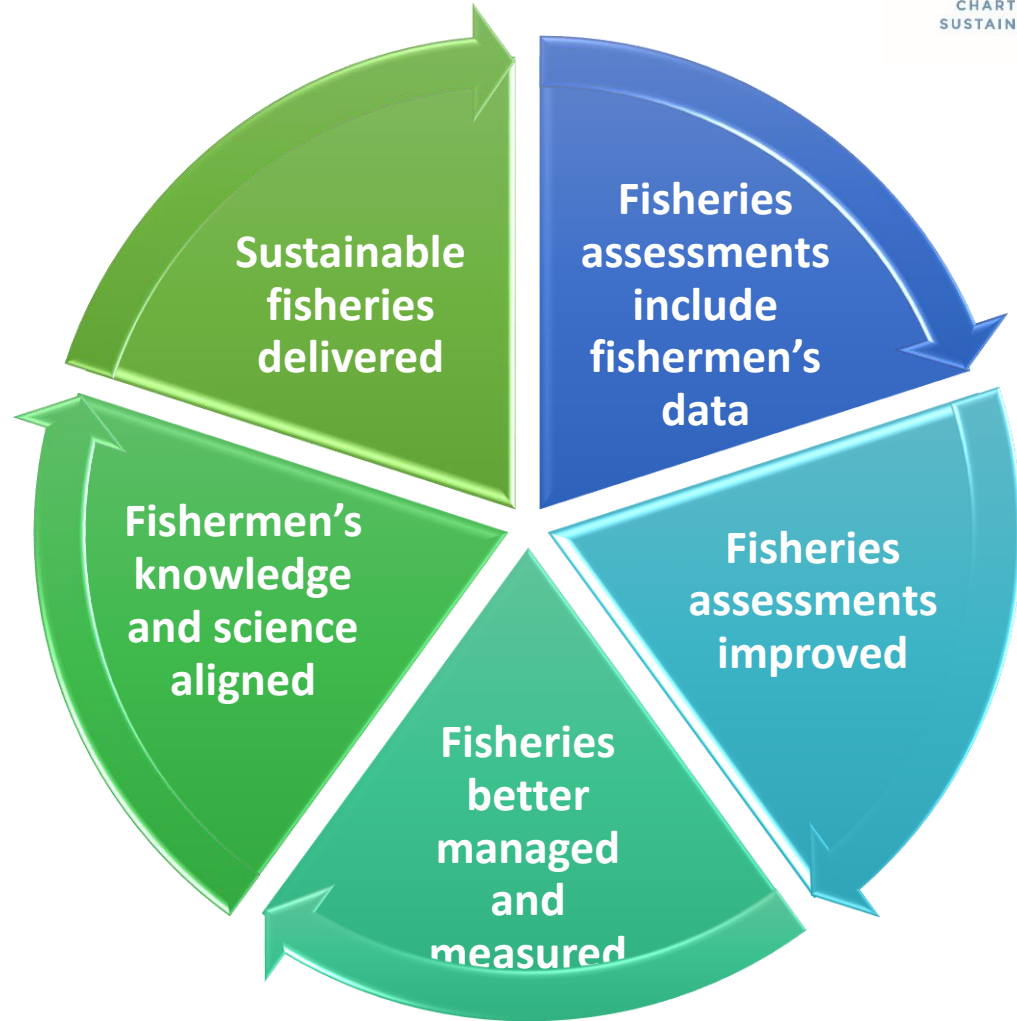 CHART
SUSTAIN
Fisheries
assessments
include
fishermen’s
data
Fisheries
assessments
improved
Fisheries
better
managed
and
measured
Fishermen’s
knowledge
and science
aligned
Sustainable
fisheries
delivered